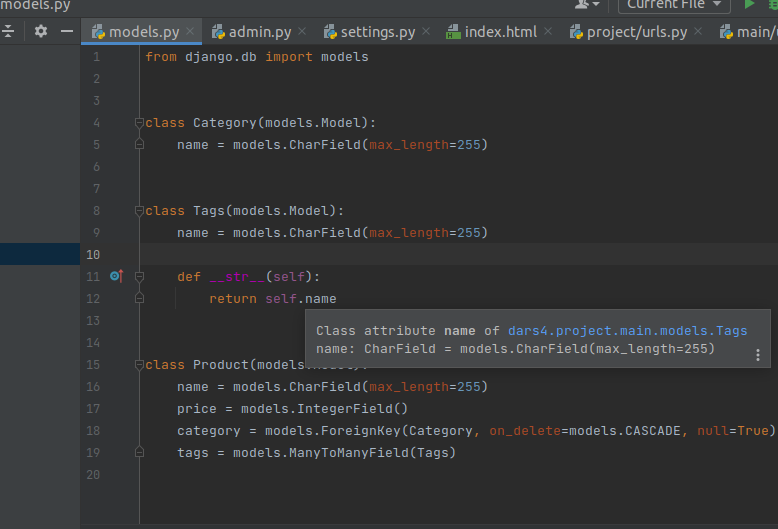 models.py
Current File
models.py
admin.py
settings.py
index.html
project/urls.py
1 from django.db import models
2
3
4 class Category(models.Model):
5     name = models.CharField(max_length=255)
6
7
8 class Tags(models.Model):
9     name = models.CharField(max_length=255)
10
11     def __str__(self):
12         return self.name
Class attribute name of dars4.project.main.models.Tags
name: CharField = models.CharField(max_length=255)
13
14
15 class Product(models.Model):
16     name = models.CharField(max_length=255)
17     price = models.IntegerField()
18     category = models.ForeignKey(Category, on_delete=models.CASCADE, null=True)
19     tags = models.ManyToManyField(Tags)
20